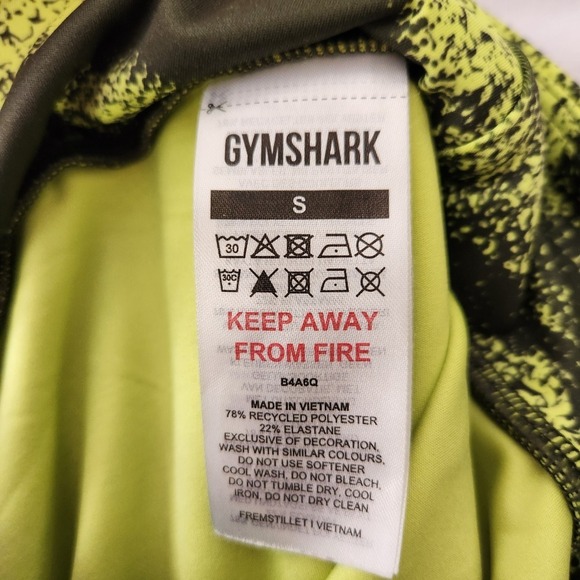 GYMSHARK
S
30
30C
KEEP AWAY
FROM FIRE
B4A6Q
MADE IN VIETNAM
78% RECYCLED POLYESTER
22% ELASTANE
EXCLUSIVE OF DECORATION,
WASH WITH SIMILAR COLOURS,
DO NOT USE SOFTENER
COOL WASH, DO NOT BLEACH,
DO NOT TUMBLE DRY, COOL
IRON, DO NOT DRY CLEAN
FREMSTILLET I VIETNAM